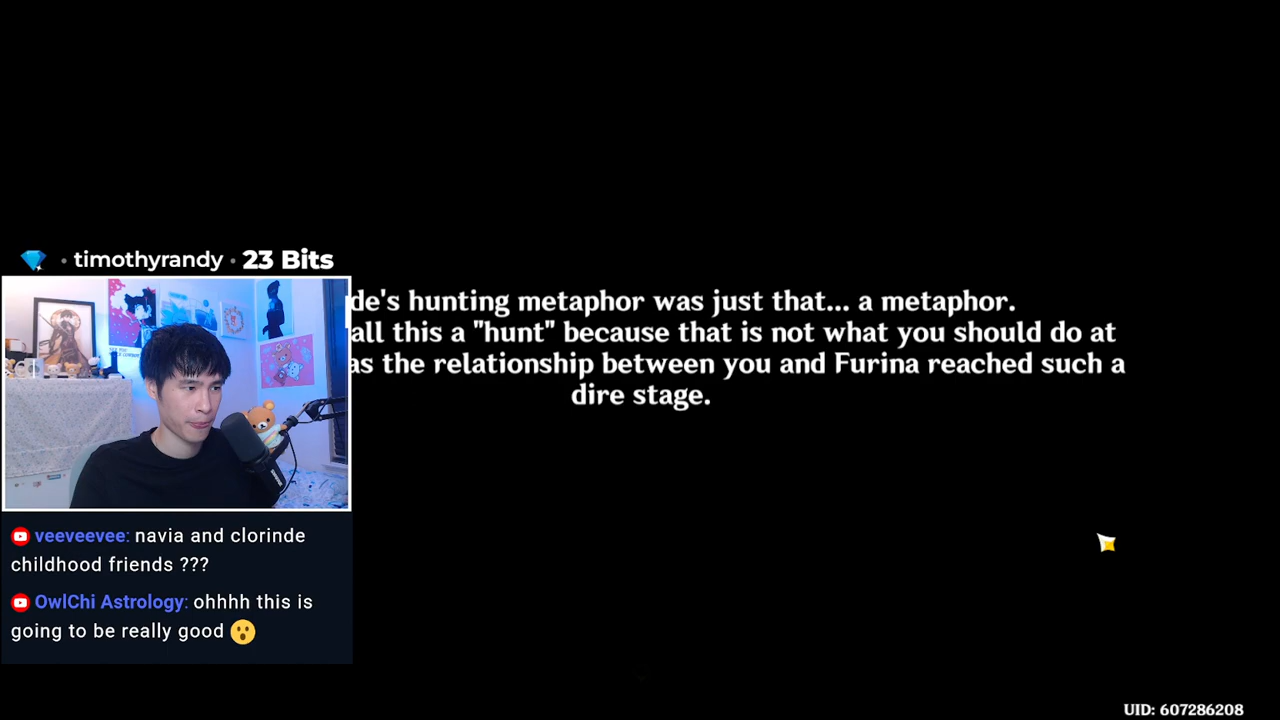 • timothyrandy • 23 Bits
de's hunting metaphor was just that... a metaphor.
all this a "hunt" because that is not what you should do at
as the relationship between you and Furina reached such a
dire stage.
veeveevee: navia and clorinde
childhood friends ???
OwlChi Astrology: ohhhh this is
going to be really good 😮
UID: 607286208